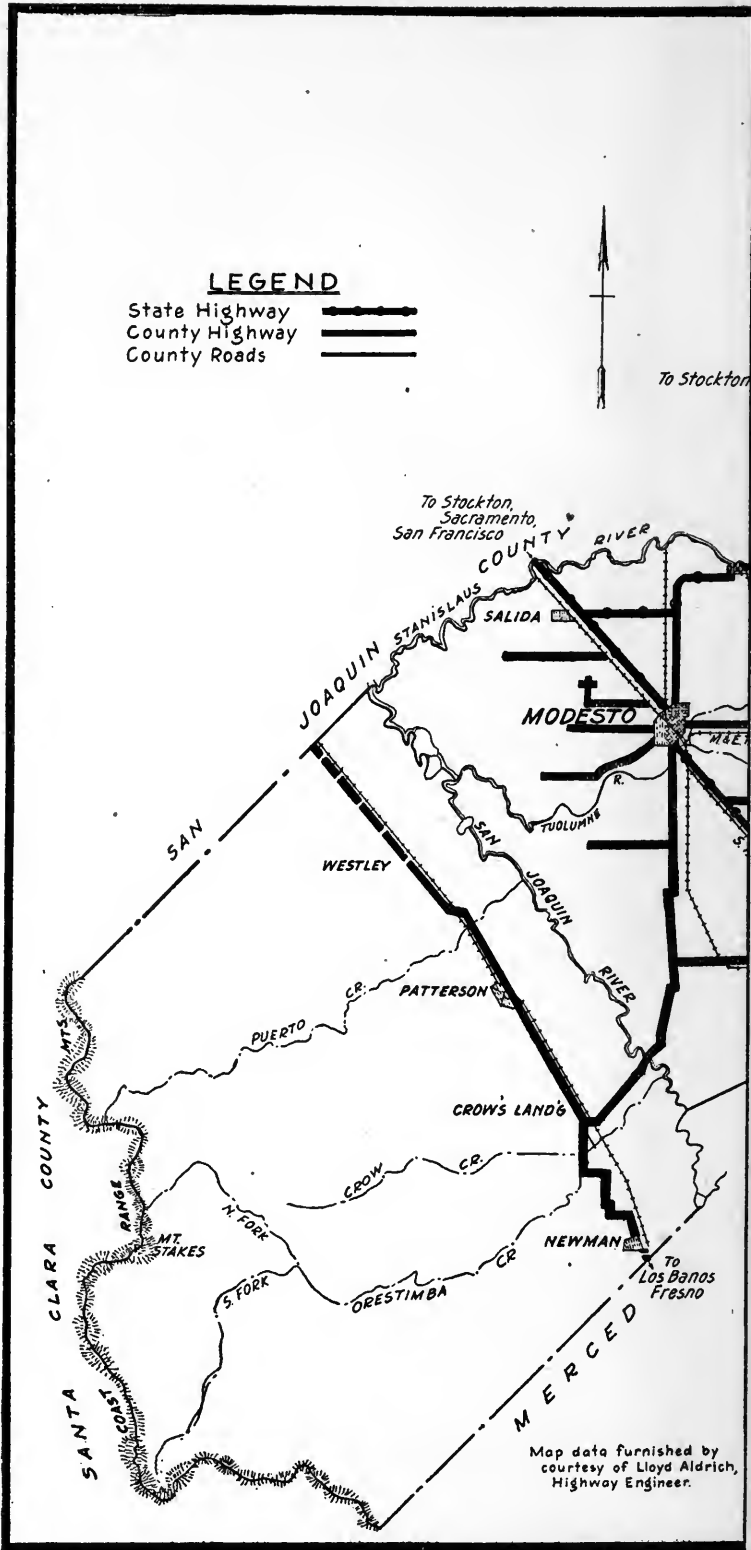 LEGEND
State Highway
County Highway
County Roads
To Stockton
To Stockton,
Sacramento,
San Francisco
SAN JOAQUIN COUNTY
STANISLAUS RIVER
SALIDA
MODESTO
M&E.T
R.
TUOLUMNE
S.
SAN JOAQUIN RIVER
WESTLEY
PATTERSON
PUERTO CR.
CROW'S LAND'G
CROW CR.
N. FORK
S. FORK
ORESTIMBA CR
MT.
STAKES
NEWMAN
To
Los Banos
Fresno
COAST RANGE MTS.
SANTA CLARA COUNTY
MERCED
Map data furnished by
courtesy of Lloyd Aldrich,
Highway Engineer.